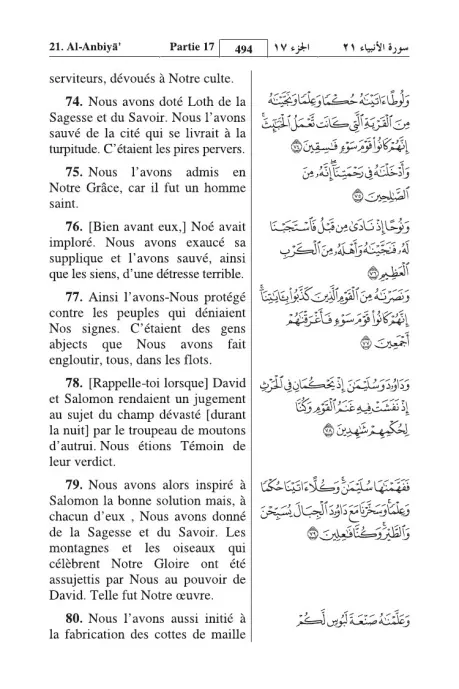 21. Al-Anbiyā’ Partie 17 494 الجزء ١٧ سورة الأنبياء ٢١
serviteurs, dévoués à Notre culte.
74. Nous avons doté Loth de la
Sagesse et du Savoir. Nous l’avons
sauvé de la cité qui se livrait à la
turpitude. C’étaient les pires pervers.
75. Nous l’avons admis en
Notre Grâce, car il fut un homme
saint.
76. [Bien avant eux,] Noé avait
imploré. Nous avons exaucé sa
supplique et l’avons sauvé, ainsi
que les siens, d’une détresse terrible.
77. Ainsi l’avons-Nous protégé
contre les peuples qui déniaient
Nos signes. C’étaient des gens
abjects que Nous avons fait
engloutir, tous, dans les flots.
78. [Rappelle-toi lorsque] David
et Salomon rendaient un jugement
au sujet du champ dévasté [durant
la nuit] par le troupeau de moutons
d’autrui. Nous étions Témoin de
leur verdict.
79. Nous avons alors inspiré à
Salomon la bonne solution mais, à
chacun d’eux , Nous avons donné
de la Sagesse et du Savoir. Les
montagnes et les oiseaux qui
célèbrent Notre Gloire ont été
assujettis par Nous au pouvoir de
David. Telle fut Notre œuvre.
80. Nous l’avons aussi initié à
la fabrication des cottes de maille
وَلُوطًا ءَاتَيْنَٰهُ حُكْمًا وَعِلْمًا وَنَجَّيْنَٰهُ
مِنَ ٱلْقَرْيَةِ ٱلَّتِى كَانَت تَّعْمَلُ ٱلْخَبَٰٓئِثَ ۗ
إِنَّهُمْ كَانُوا۟ قَوْمَ سَوْءٍ فَٰسِقِينَ ٧٤
وَأَدْخَلْنَٰهُ فِى رَحْمَتِنَآ ۖ إِنَّهُۥ مِنَ
ٱلصَّٰلِحِينَ ٧٥
وَنُوحًا إِذْ نَادَىٰ مِن قَبْلُ فَٱسْتَجَبْنَا
لَهُۥ فَنَجَّيْنَٰهُ وَأَهْلَهُۥ مِنَ ٱلْكَرْبِ
ٱلْعَظِيمِ ٧٦
وَنَصَرْنَٰهُ مِنَ ٱلْقَوْمِ ٱلَّذِينَ كَذَّبُوا۟ بِـَٔايَٰتِنَآ ۚ
إِنَّهُمْ كَانُوا۟ قَوْمَ سَوْءٍ فَأَغْرَقْنَٰهُمْ
أَجْمَعِينَ ٧٧
وَدَاوُۥدَ وَسُلَيْمَٰنَ إِذْ يَحْكُمَانِ فِى ٱلْحَرْثِ
إِذْ نَفَشَتْ فِيهِ غَنَمُ ٱلْقَوْمِ وَكُنَّا
لِحُكْمِهِمْ شَٰهِدِينَ ٧٨
فَفَهَّمْنَٰهَا سُلَيْمَٰنَ ۚ وَكُلًّا ءَاتَيْنَا حُكْمًا
وَعِلْمًا ۚ وَسَخَّرْنَا مَعَ دَاوُۥدَ ٱلْجِبَالَ يُسَبِّحْنَ
وَٱلطَّيْرَ ۚ وَكُنَّا فَٰعِلِينَ ٧٩
وَعَلَّمْنَٰهُ صَنْعَةَ لَبُوسٍ لَّكُمْ